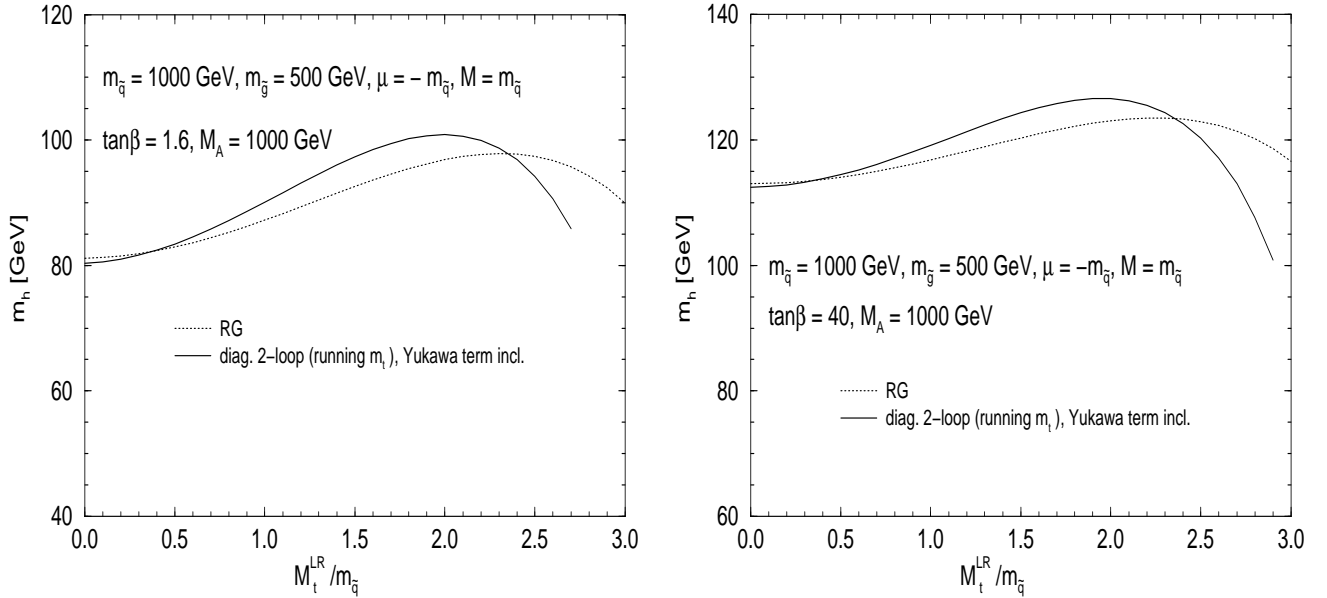 120
100
80
60
40
m_h [GeV]
m_q̃ = 1000 GeV, m_g̃ = 500 GeV, μ = − m_q̃, M = m_q̃
tanβ = 1.6, M_A = 1000 GeV
RG
diag. 2−loop (running m_t ), Yukawa term incl.
0.0 0.5 1.0 1.5 2.0 2.5 3.0
M_t^LR /m_q̃
140
120
100
80
60
m_h [GeV]
m_q̃ = 1000 GeV, m_g̃ = 500 GeV, μ = −m_q̃, M = m_q̃
tanβ = 40, M_A = 1000 GeV
RG
diag. 2−loop (running m_t ), Yukawa term incl.
0.0 0.5 1.0 1.5 2.0 2.5 3.0
M_t^LR /m_q̃